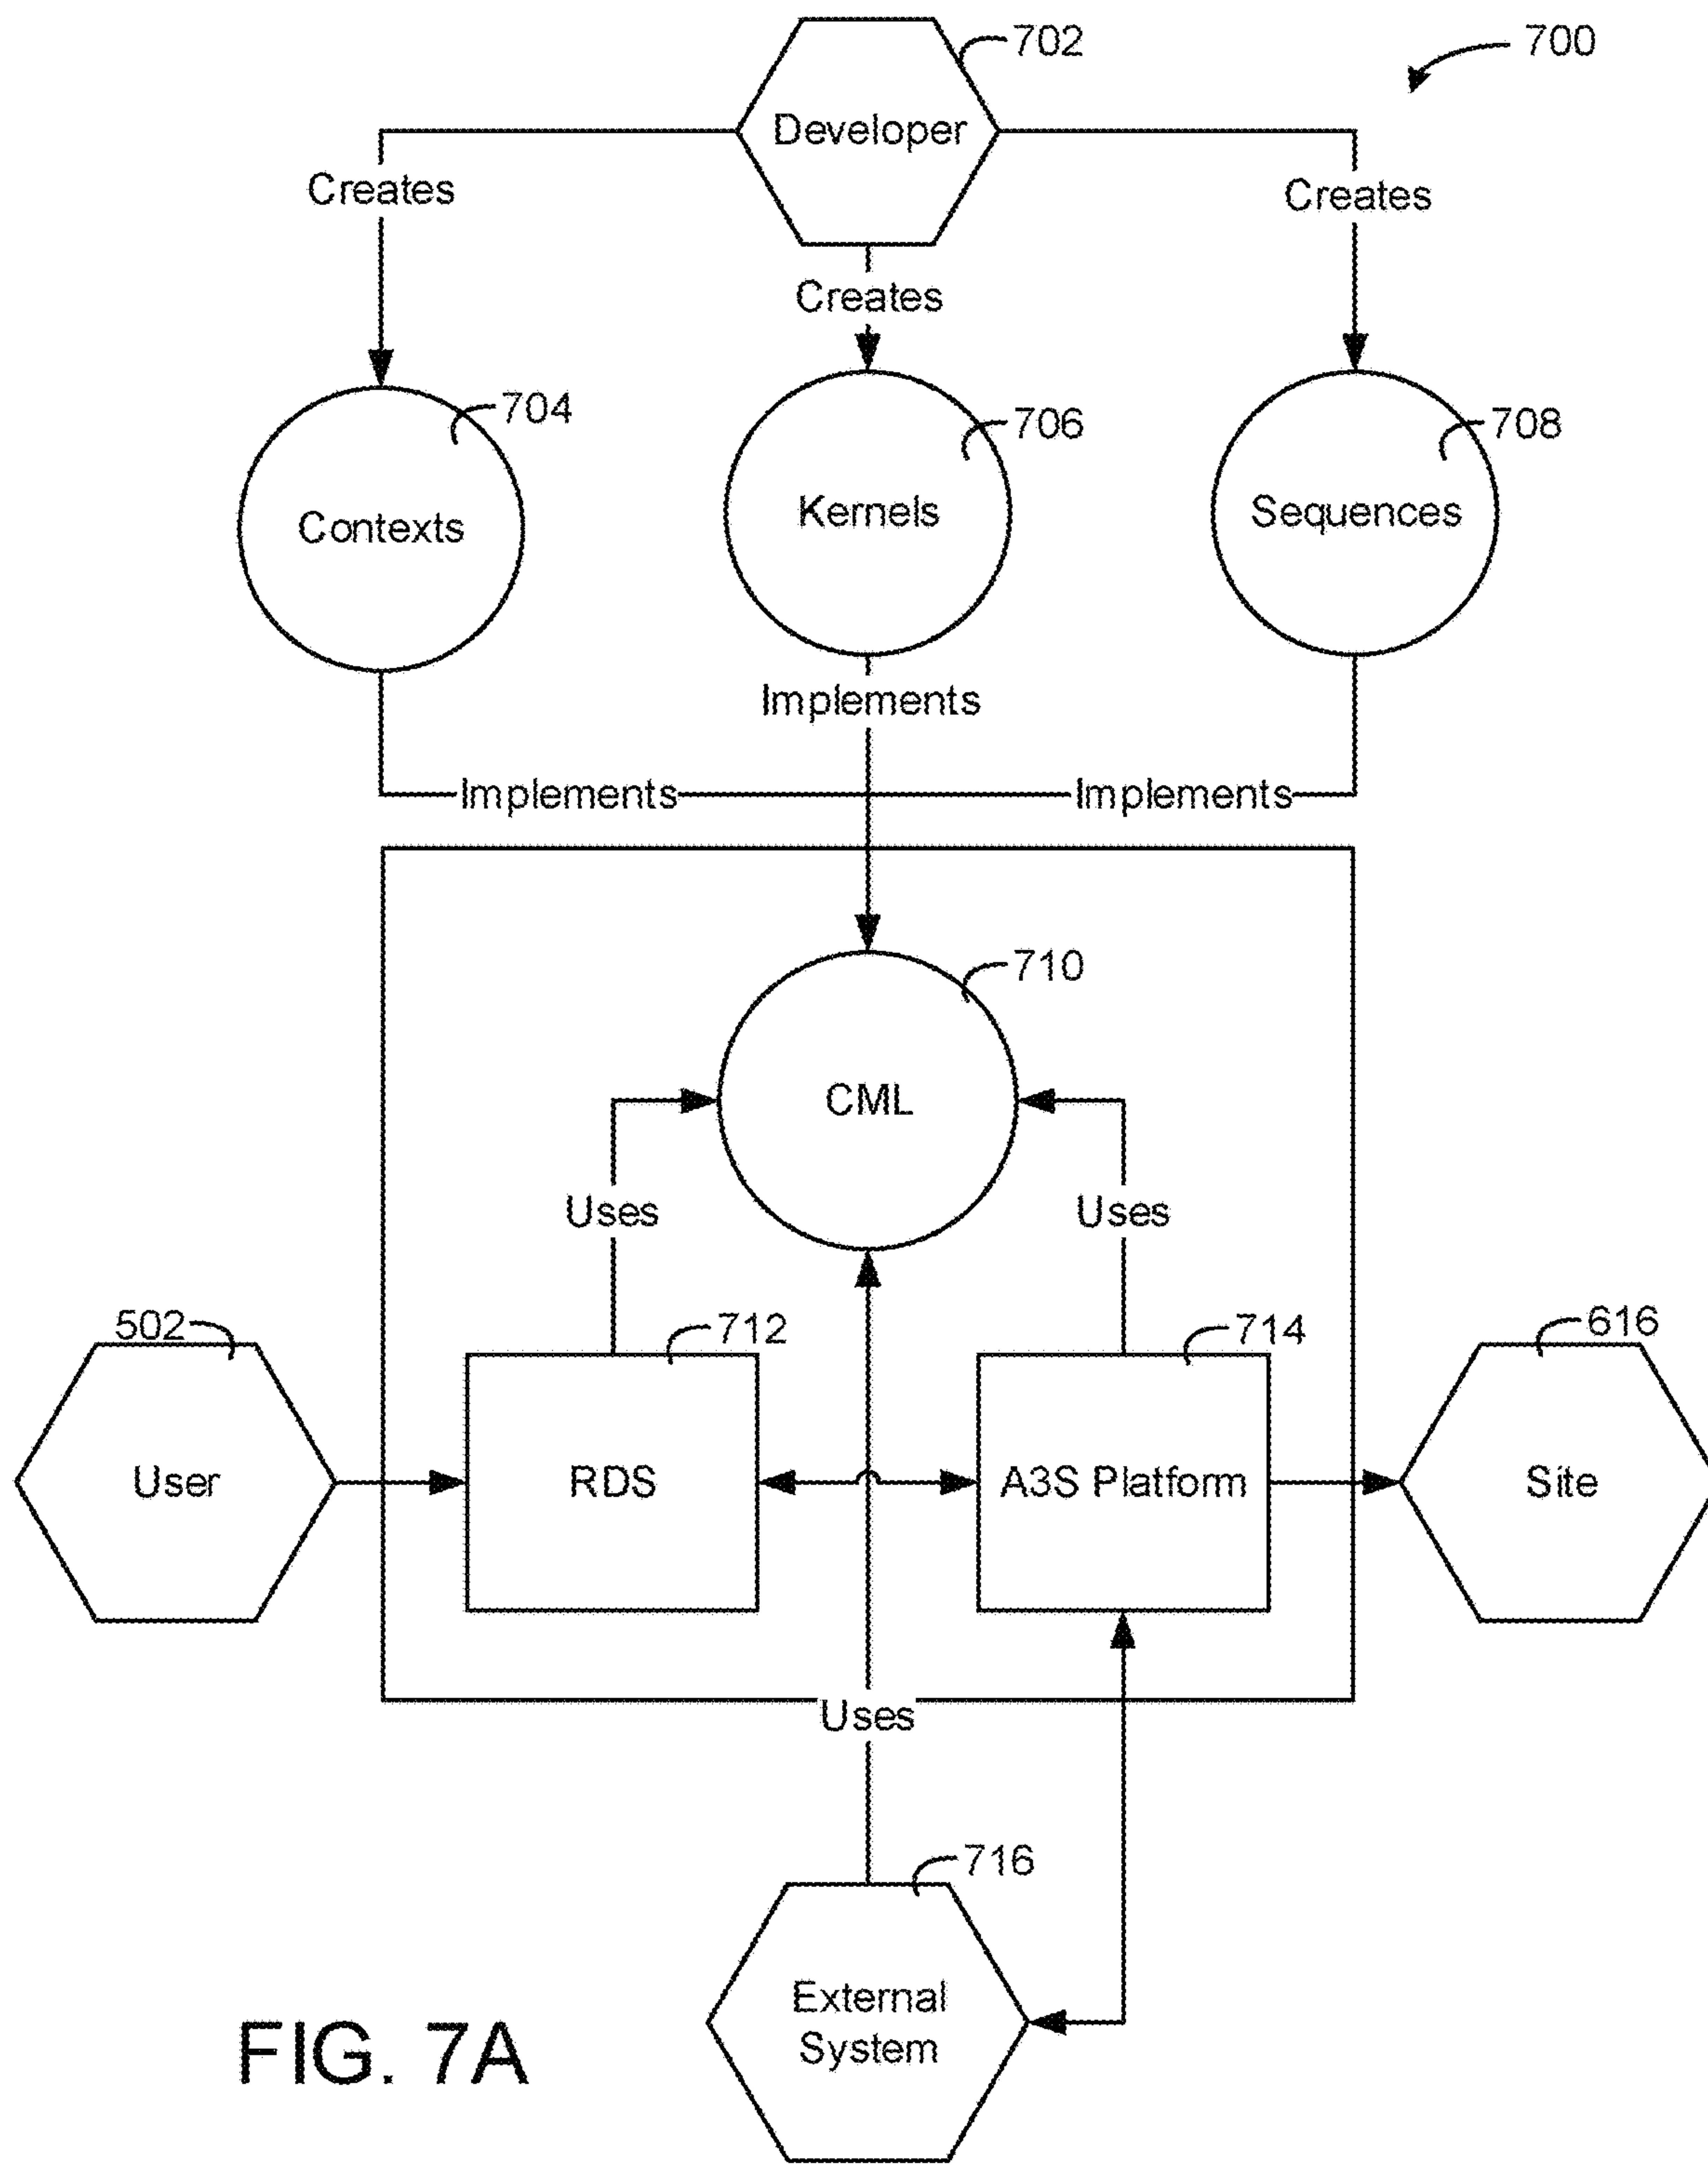 702
700
Developer
Creates
Creates
Creates
704
706
708
Contexts
Kernels
Sequences
Implements
Implements
Implements
710
CML
Uses
Uses
502
712
714
616
User
RDS
A3S Platform
Site
Uses
716
External
System
FIG. 7A